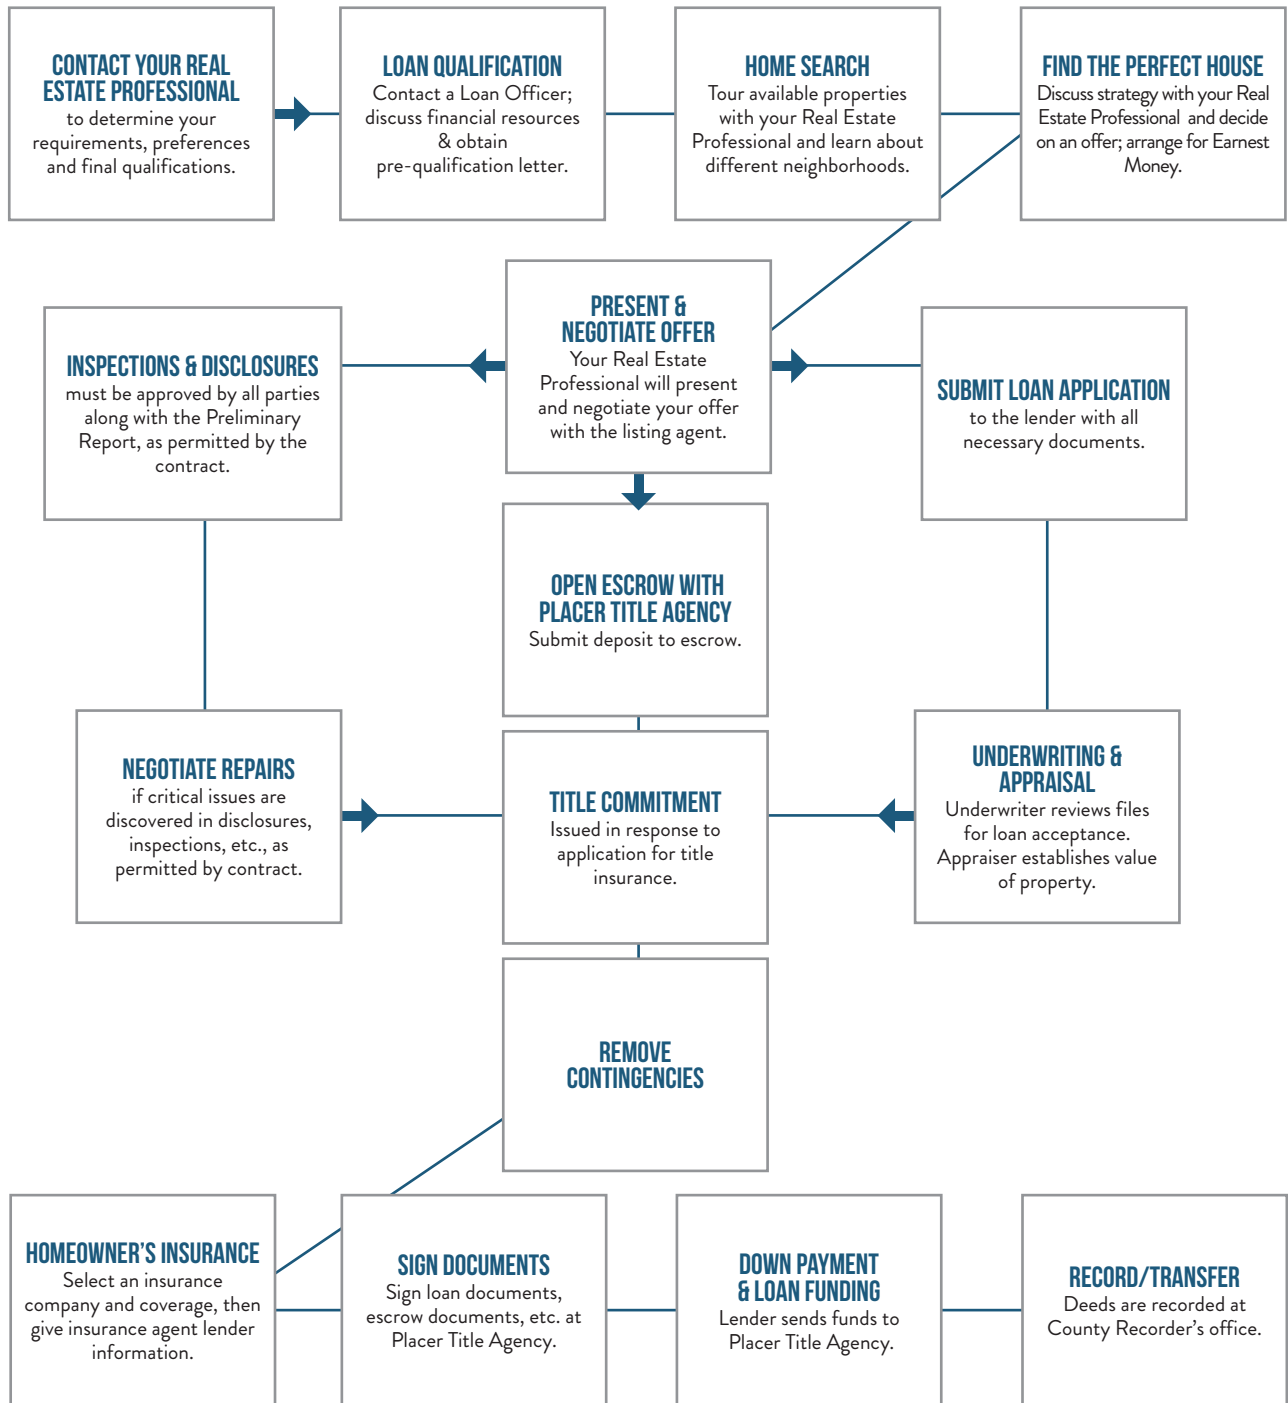 CONTACT YOUR REAL
ESTATE PROFESSIONAL
to determine your
requirements, preferences
and final qualifications.
LOAN QUALIFICATION
Contact a Loan Officer;
discuss financial resources
& obtain
pre-qualification letter.
HOME SEARCH
Tour available properties
with your Real Estate
Professional and learn about
different neighborhoods.
FIND THE PERFECT HOUSE
Discuss strategy with your Real
Estate Professional and decide
on an offer; arrange for Earnest
Money.
PRESENT &
NEGOTIATE OFFER
Your Real Estate
Professional will present
and negotiate your offer
with the listing agent.
INSPECTIONS & DISCLOSURES
must be approved by all parties
along with the Preliminary
Report, as permitted by the
contract.
SUBMIT LOAN APPLICATION
to the lender with all
necessary documents.
OPEN ESCROW WITH
PLACER TITLE AGENCY
Submit deposit to escrow.
NEGOTIATE REPAIRS
if critical issues are
discovered in disclosures,
inspections, etc., as
permitted by contract.
TITLE COMMITMENT
Issued in response to
application for title
insurance.
UNDERWRITING &
APPRAISAL
Underwriter reviews files
for loan acceptance.
Appraiser establishes value
of property.
REMOVE
CONTINGENCIES
HOMEOWNER'S INSURANCE
Select an insurance
company and coverage, then
give insurance agent lender
information.
SIGN DOCUMENTS
Sign loan documents,
escrow documents, etc. at
Placer Title Agency.
DOWN PAYMENT
& LOAN FUNDING
Lender sends funds to
Placer Title Agency.
RECORD/TRANSFER
Deeds are recorded at
County Recorder's office.